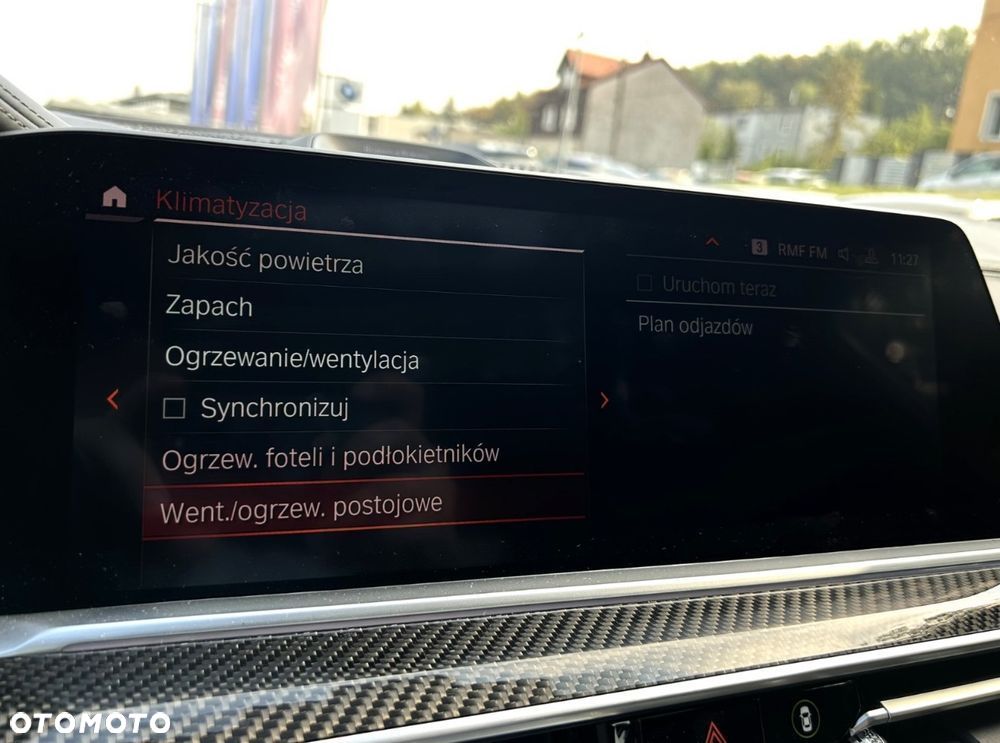 Klimatyzacja
Jakość powietrza
Zapach
Ogrzewanie/wentylacja
Synchronizuj
Ogrzew. foteli i podłokietników
Went./ogrzew. postojowe
3 RMF FM 11:27
Uruchom teraz
Plan odjazdów
OTOMOTO